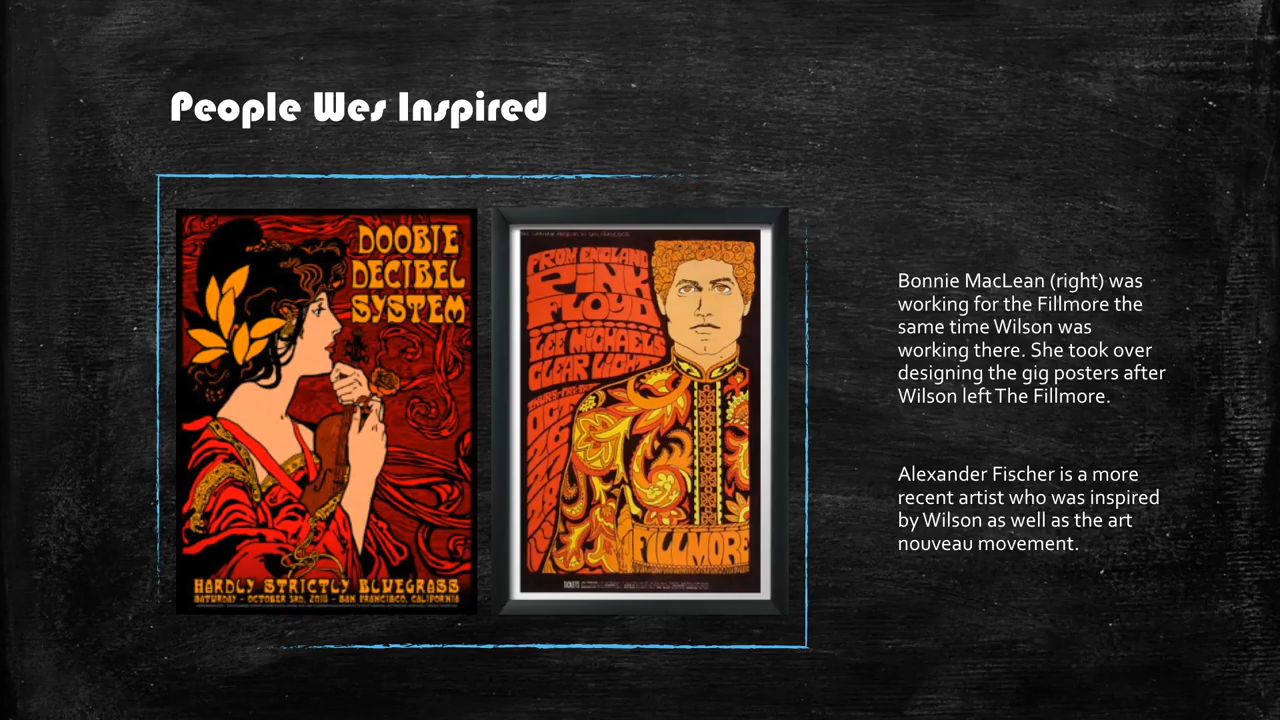 People Wes Inspired
DOOBIE
DECIBEL
SYSTEM
HARDLY STRICTLY BLUEGRASS
SATURDAY - OCTOBER 3RD, 2015 - SAN FRANCISCO, CALIFORNIA
FROM ENGLAND
PINK
FLOYD
LEE MICHAELS
CLEAR LIGHT
OCT
26
FILLMORE
TICKETS
Bonnie MacLean (right) was
working for the Fillmore the
same time Wilson was
working there. She took over
designing the gig posters after
Wilson left The Fillmore.
Alexander Fischer is a more
recent artist who was inspired
by Wilson as well as the art
nouveau movement.